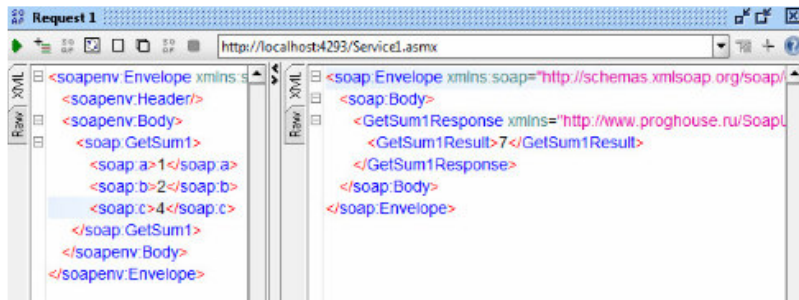 Request 1
http://localhost:4293/Service1.asmx
XML
Raw
<soapenv:Envelope xmlns:s
<soapenv:Header/>
<soapenv:Body>
<soap:GetSum1>
<soap:a>1</soap:a>
<soap:b>2</soap:b>
<soap:c>4</soap:c>
</soap:GetSum1>
</soapenv:Body>
</soapenv:Envelope>
XML
Raw
<soap:Envelope xmlns:soap="http://schemas.xmlsoap.org/soap/
<soap:Body>
<GetSum1Response xmlns="http://www.proghouse.ru/SoapU
<GetSum1Result>7</GetSum1Result>
</GetSum1Response>
</soap:Body>
</soap:Envelope>